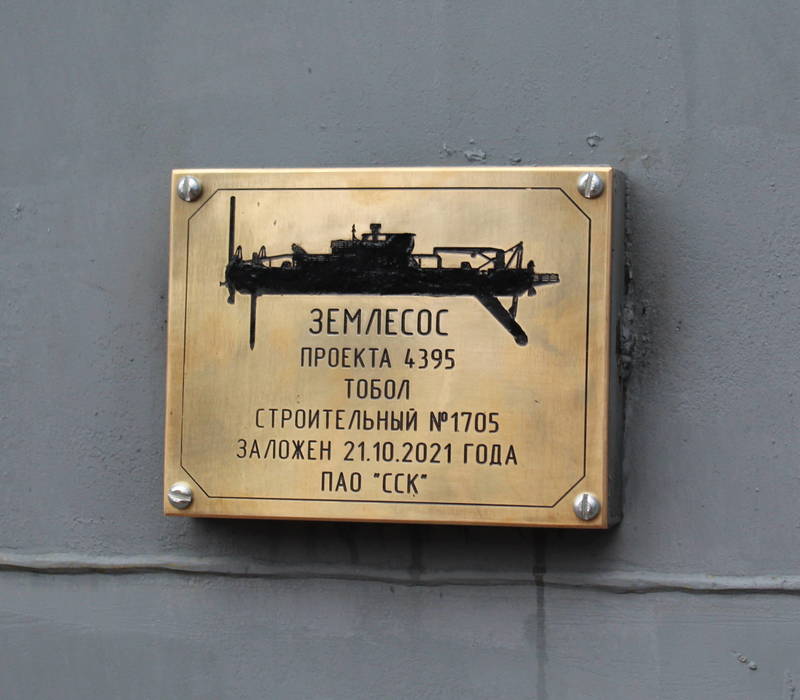 ЗЕМЛЕСОС
ПРОЕКТА 4395
ТОБОЛ
СТРОИТЕЛЬНЫЙ №1705
ЗАЛОЖЕН 21.10.2021 ГОДА
ПАО "ССК"